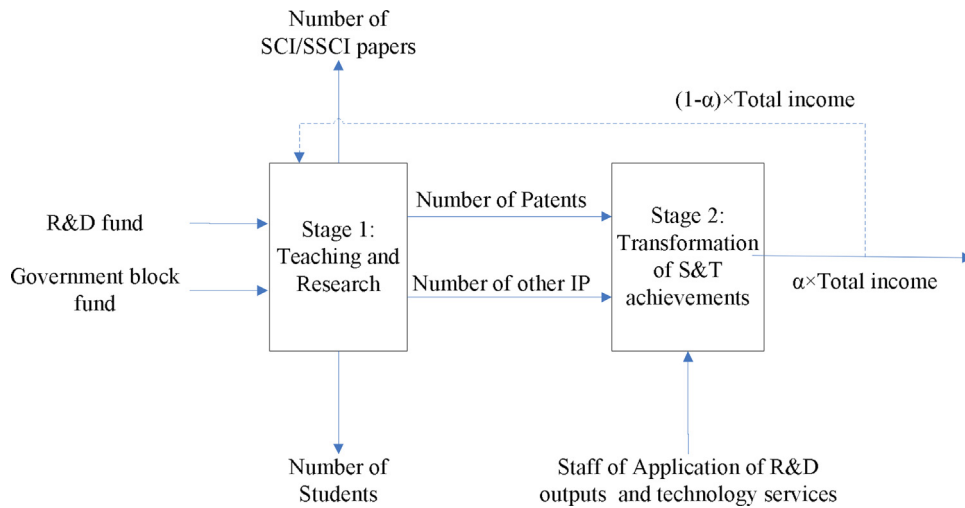 Number of
SCI/SSCI papers
(1-α)×Total income
R&D fund
Government block
fund
Stage 1:
Teaching and
Research
Number of Patents
Number of other IP
Stage 2:
Transformation
of S&T
achievements
α×Total income
Number of
Students
Staff of Application of R&D
outputs and technology services